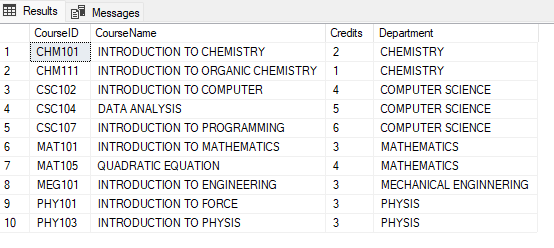 Results Messages
CourseID CourseName Credits Department
1 CHM101 INTRODUCTION TO CHEMISTRY 2 CHEMISTRY
2 CHM111 INTRODUCTION TO ORGANIC CHEMISTRY 1 CHEMISTRY
3 CSC102 INTRODUCTION TO COMPUTER 4 COMPUTER SCIENCE
4 CSC104 DATA ANALYSIS 5 COMPUTER SCIENCE
5 CSC107 INTRODUCTION TO PROGRAMMING 6 COMPUTER SCIENCE
6 MAT101 INTRODUCTION TO MATHEMATICS 3 MATHEMATICS
7 MAT105 QUADRATIC EQUATION 4 MATHEMATICS
8 MEG101 INTRODUCTION TO ENGINEERING 3 MECHANICAL ENGINNERING
9 PHY101 INTRODUCTION TO FORCE 3 PHYSIS
10 PHY103 INTRODUCTION TO PHYSIS 3 PHYSIS